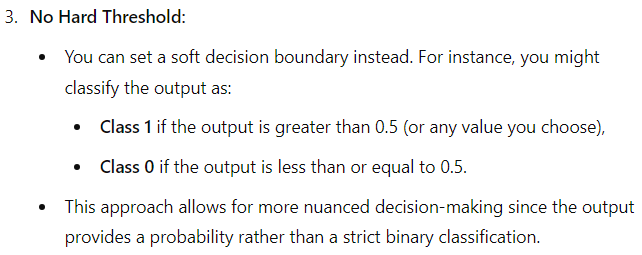 3. No Hard Threshold:
• You can set a soft decision boundary instead. For instance, you might
classify the output as:
• Class 1 if the output is greater than 0.5 (or any value you choose),
• Class 0 if the output is less than or equal to 0.5.
• This approach allows for more nuanced decision-making since the output
provides a probability rather than a strict binary classification.